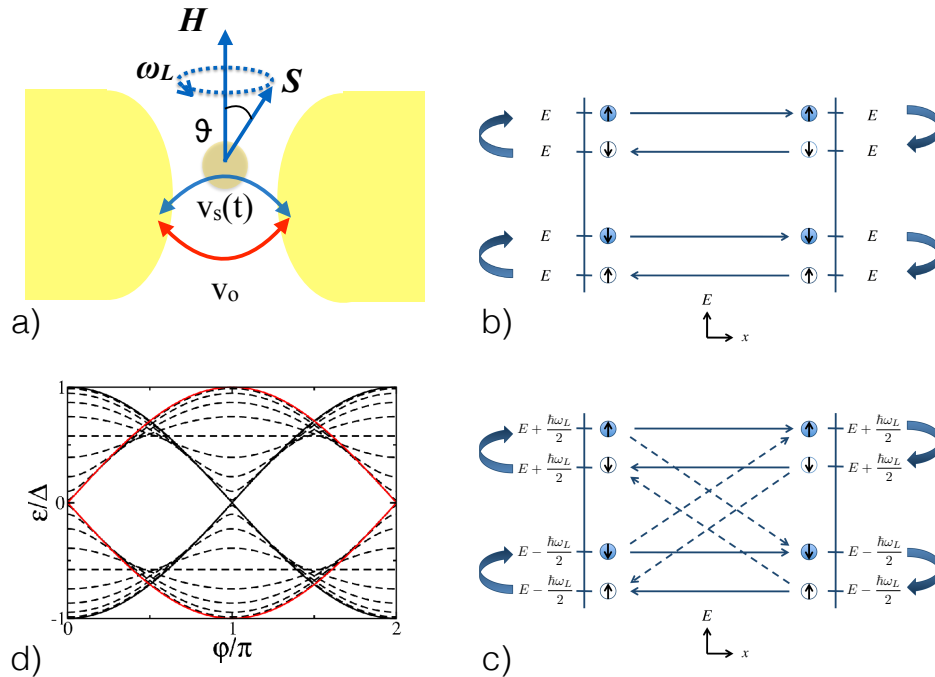 a)
H
ω_L
S
ϑ
v_s(t)
v_o
b)
E E
E E
E E
E E
E
x
c)
E + ħω_L/2 E + ħω_L/2
E + ħω_L/2 E + ħω_L/2
E − ħω_L/2 E − ħω_L/2
E − ħω_L/2 E − ħω_L/2
E
x
d)
ε/Δ
1
0
-1
0 1 2
φ/π